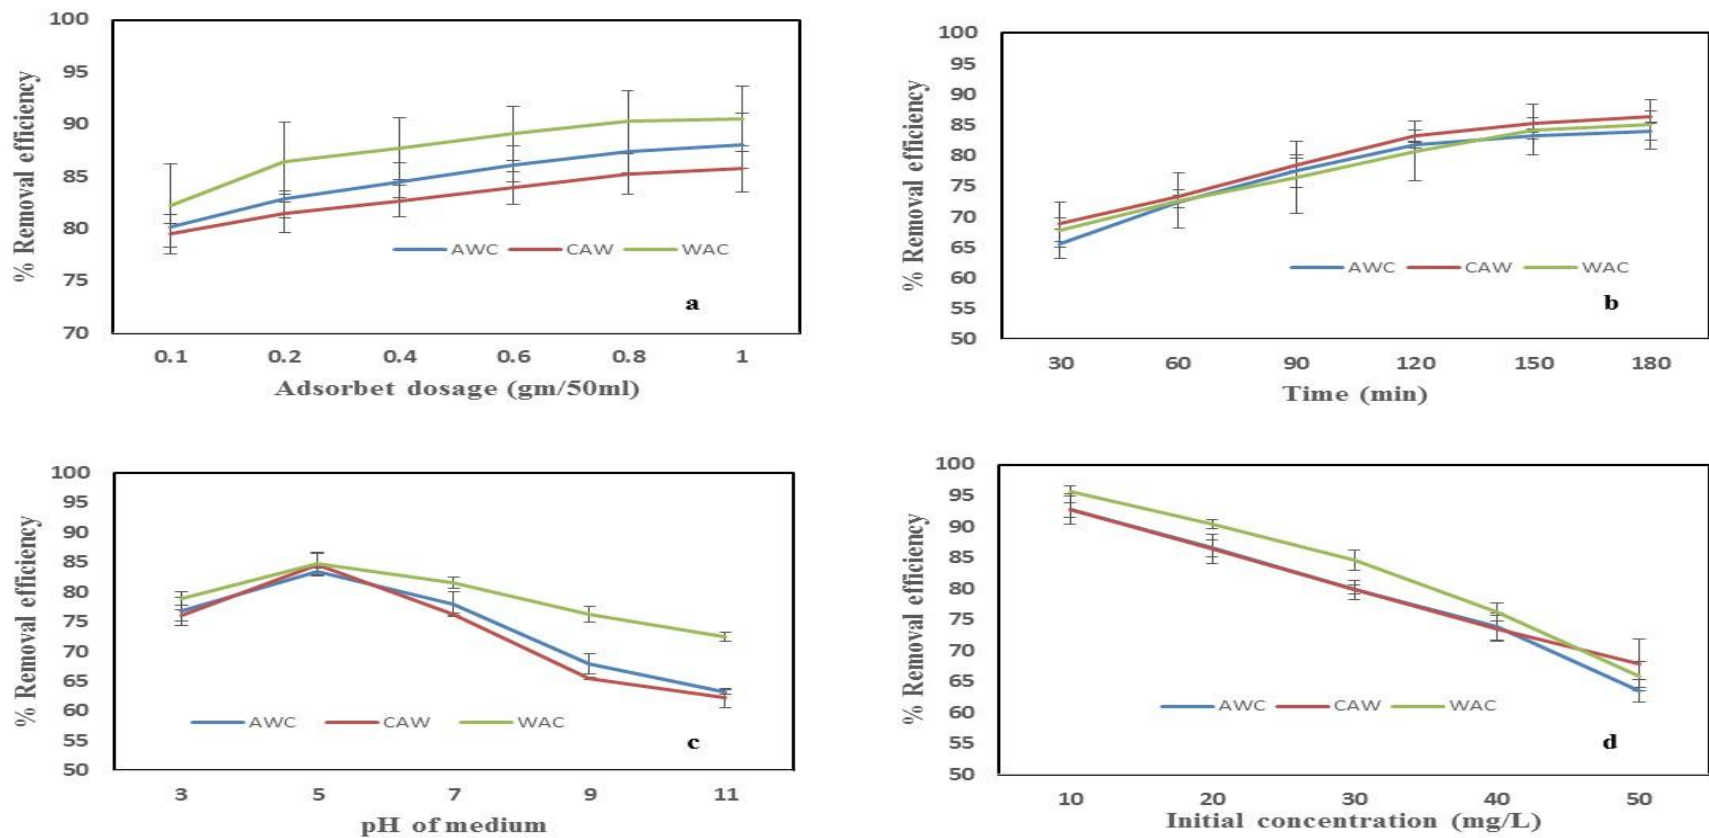 100
95
90
85
80
75
70
% Removal efficiency
AWC CAW WAC
a
0.1 0.2 0.4 0.6 0.8 1
Adsorbet dosage (gm/50ml)
100
95
90
85
80
75
70
65
60
55
50
% Removal efficiency
AWC CAW WAC
b
30 60 90 120 150 180
Time (min)
100
95
90
85
80
75
70
65
60
55
50
% Removal efficiency
AWC CAW WAC
c
3 5 7 9 11
pH of medium
100
95
90
85
80
75
70
65
60
55
50
% Removal efficiency
AWC CAW WAC
d
10 20 30 40 50
Initial concentration (mg/L)